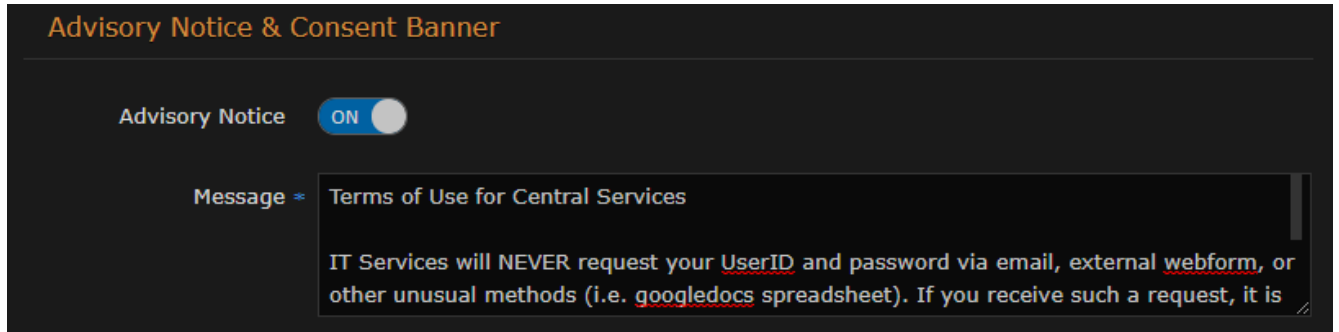 Advisory Notice & Consent Banner
Advisory Notice ON
Message *
Terms of Use for Central Services
IT Services will NEVER request your UserID and password via email, external webform, or
other unusual methods (i.e. googledocs spreadsheet). If you receive such a request, it is